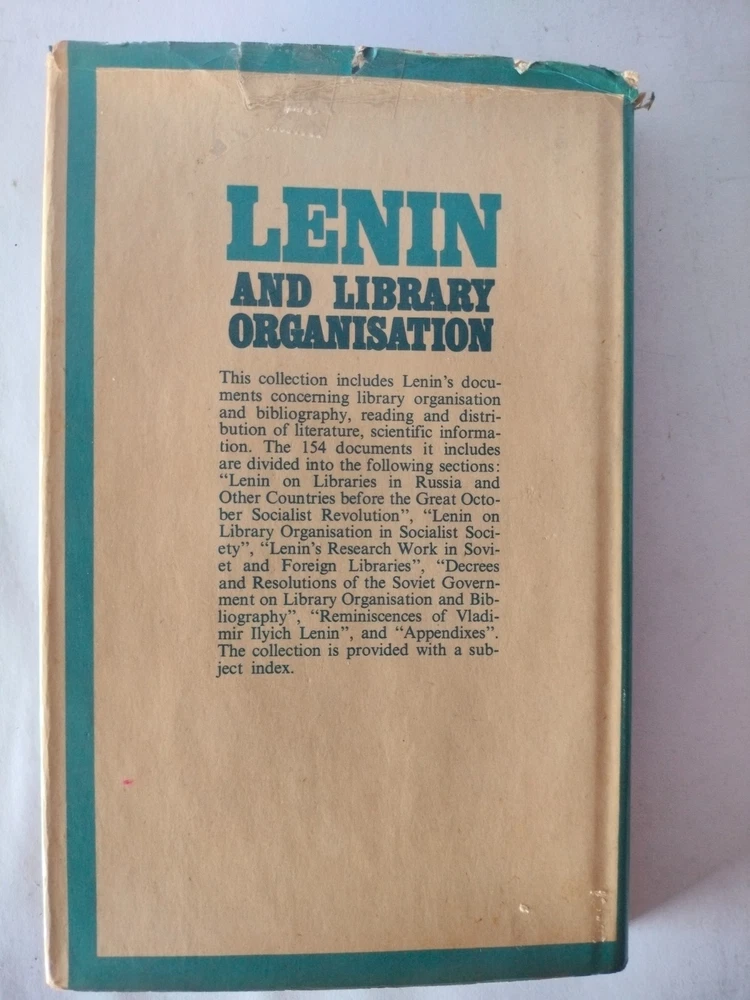 LENIN
AND LIBRARY
ORGANISATION
This collection includes Lenin's docu-
ments concerning library organisation
and bibliography, reading and distri-
bution of literature, scientific informa-
tion. The 154 documents it includes
are divided into the following sections:
“Lenin on Libraries in Russia and
Other Countries before the Great Octo-
ber Socialist Revolution”, “Lenin on
Library Organisation in Socialist Soci-
ety”, “Lenin's Research Work in Sovi-
et and Foreign Libraries”, “Decrees
and Resolutions of the Soviet Govern-
ment on Library Organisation and Bib-
liography”, “Reminiscences of Vladi-
mir Ilyich Lenin”, and “Appendixes”.
The collection is provided with a sub-
ject index.